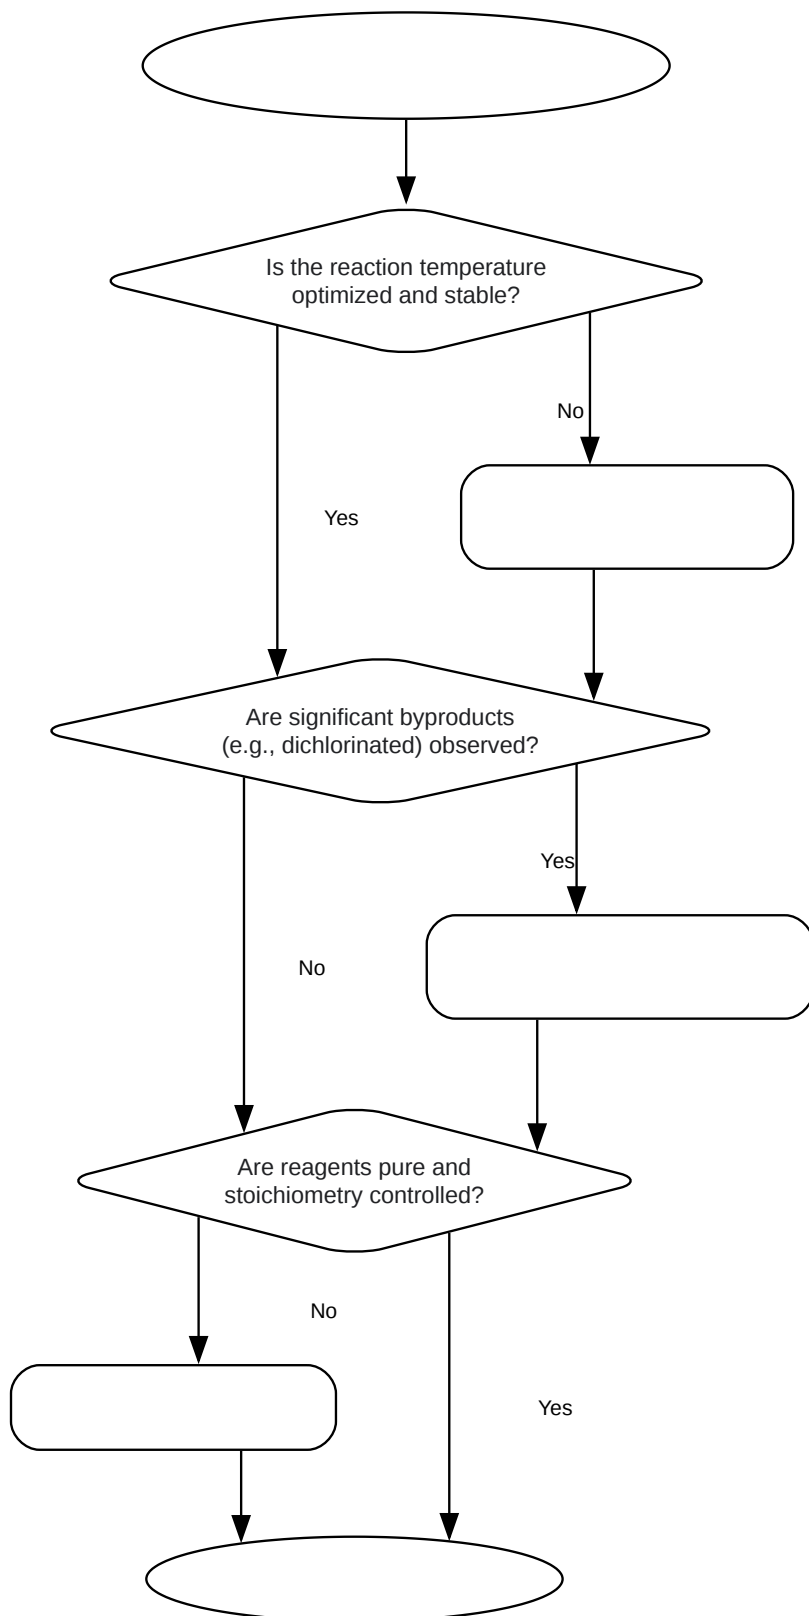 Is the reaction temperature
optimized and stable?
No
Yes
Are significant byproducts
(e.g., dichlorinated) observed?
Yes
No
Are reagents pure and
stoichiometry controlled?
No
Yes